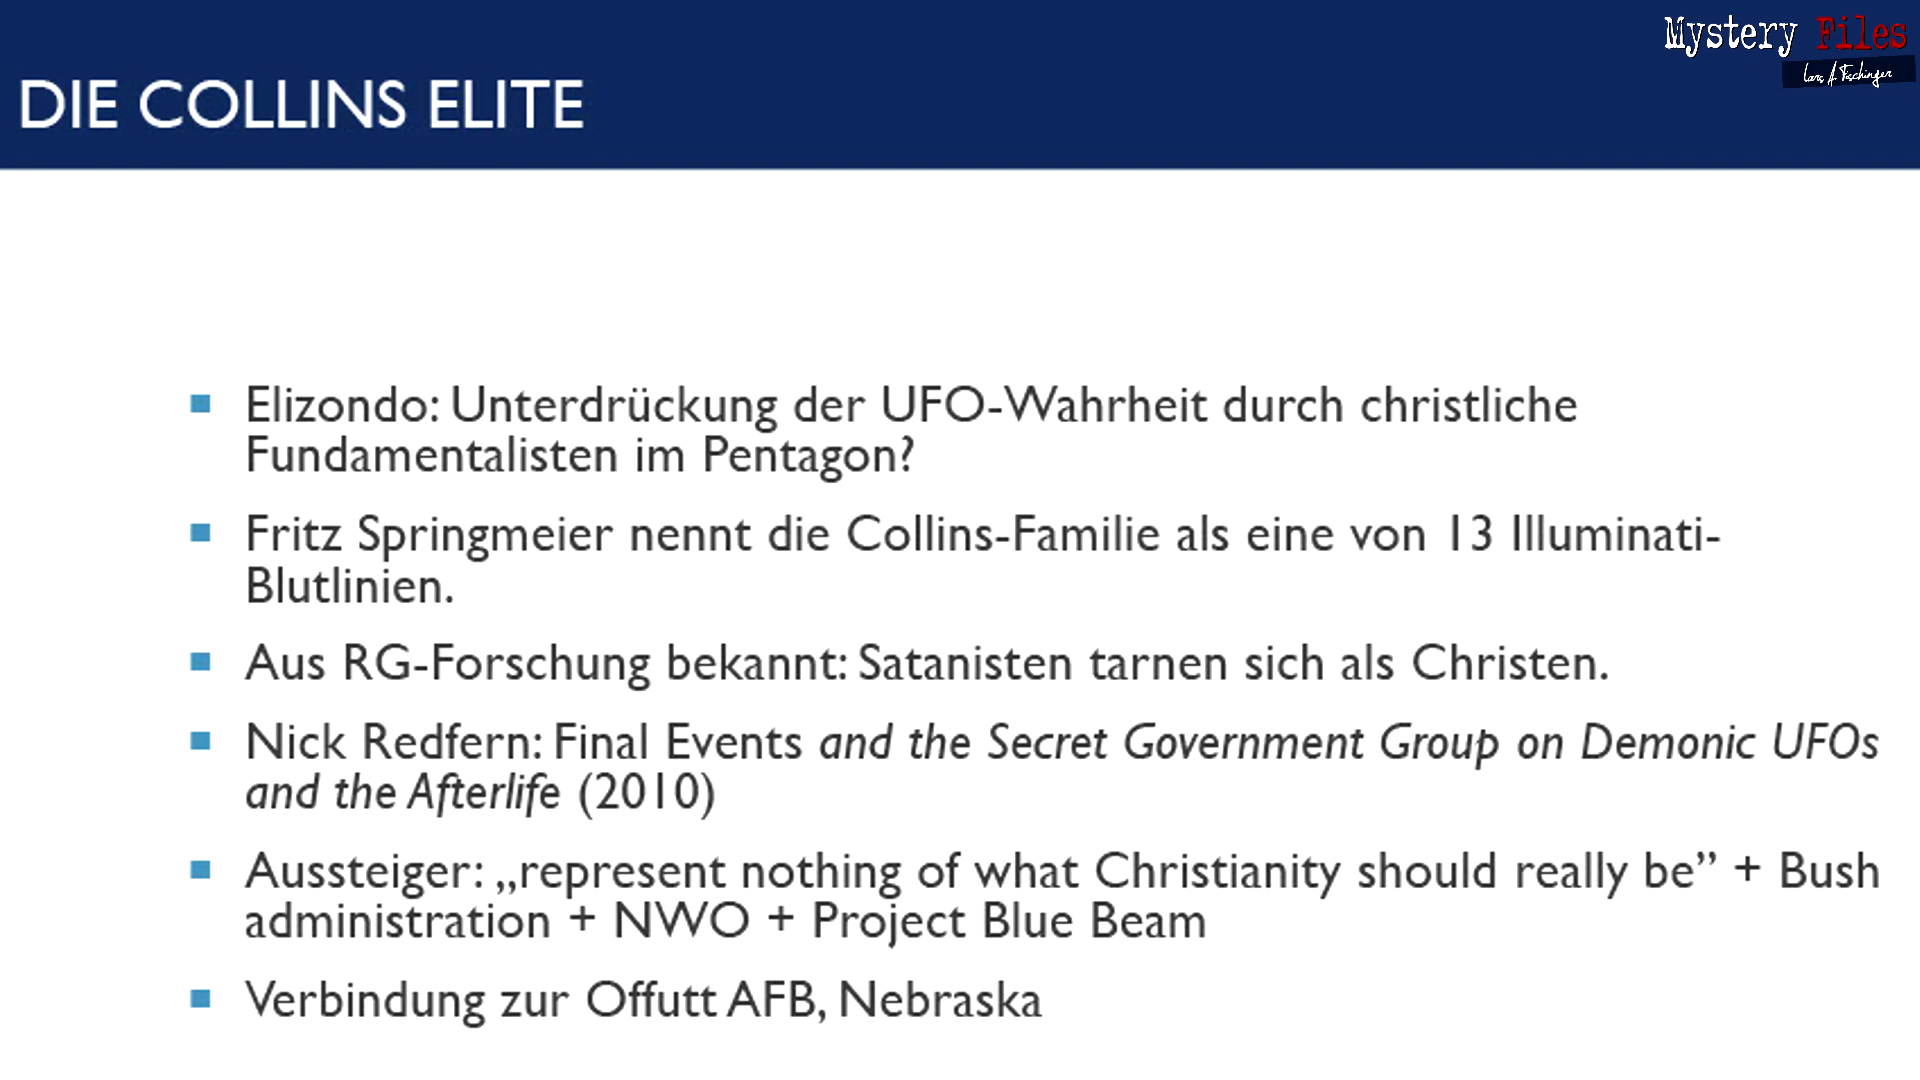 Mystery Files
Lars A. Fischinger
DIE COLLINS ELITE
▪ Elizondo: Unterdrückung der UFO-Wahrheit durch christliche
Fundamentalisten im Pentagon?
▪ Fritz Springmeier nennt die Collins-Familie als eine von 13 Illuminati-
Blutlinien.
▪ Aus RG-Forschung bekannt: Satanisten tarnen sich als Christen.
▪ Nick Redfern: Final Events and the Secret Government Group on Demonic UFOs
and the Afterlife (2010)
▪ Aussteiger: „represent nothing of what Christianity should really be” + Bush
administration + NWO + Project Blue Beam
▪ Verbindung zur Offutt AFB, Nebraska